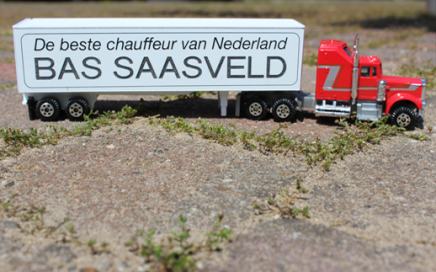 De beste chauffeur van Nederland
BAS SAASVELD